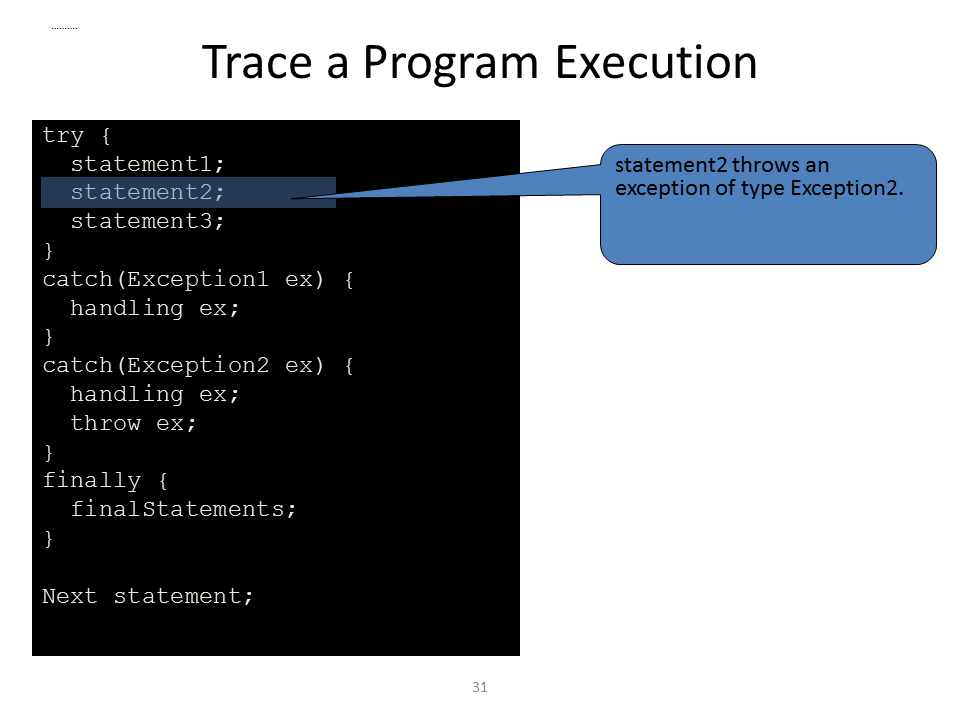 ..........
Trace a Program Execution
try {
  statement1;
  statement2;
  statement3;
}
catch(Exception1 ex) {
  handling ex;
}
catch(Exception2 ex) {
  handling ex;
  throw ex;
}
finally {
  finalStatements;
}
Next statement;
statement2 throws an
exception of type Exception2.
31